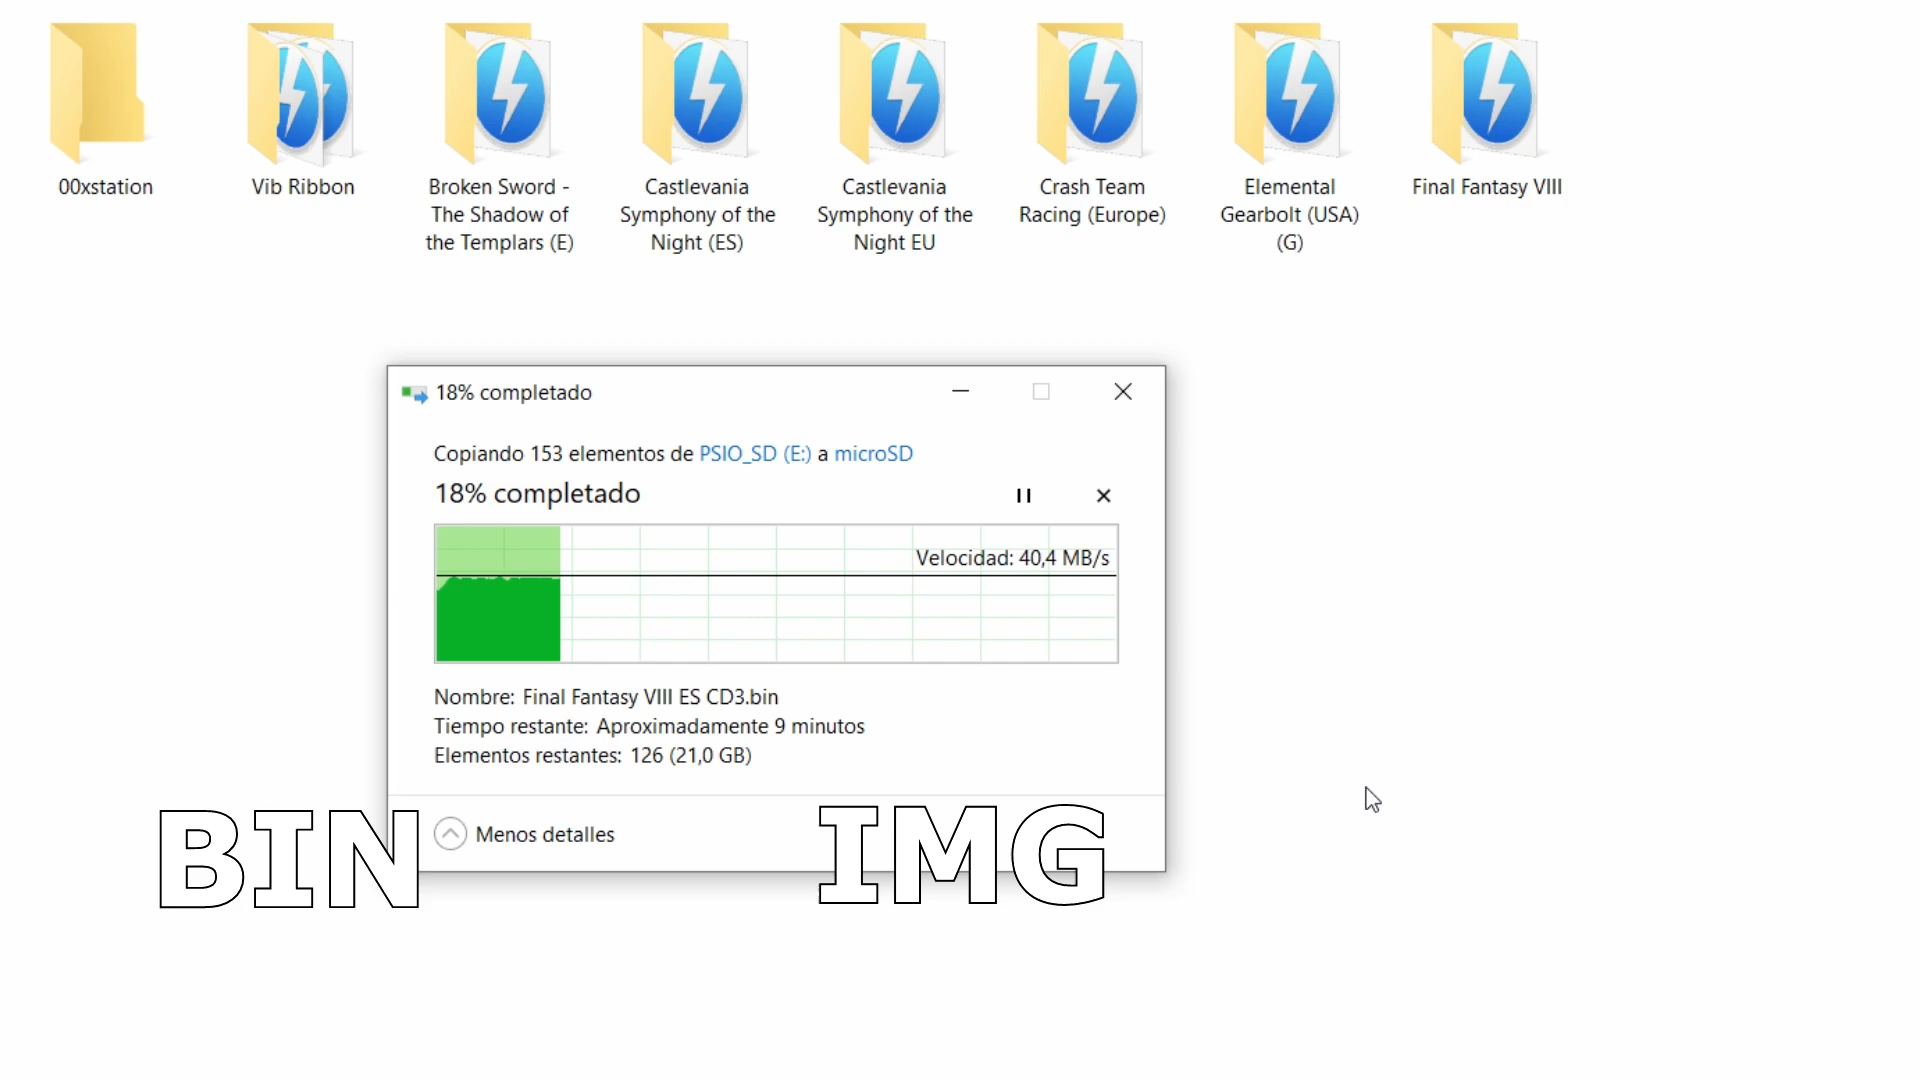 00xstation
Vib Ribbon
Broken Sword -
The Shadow of
the Templars (E)
Castlevania
Symphony of the
Night (ES)
Castlevania
Symphony of the
Night EU
Crash Team
Racing (Europe)
Elemental
Gearbolt (USA)
(G)
Final Fantasy VIII
18% completado
Copiando 153 elementos de PSIO_SD (E:) a microSD
18% completado
Velocidad: 40,4 MB/s
Nombre: Final Fantasy VIII ES CD3.bin
Tiempo restante: Aproximadamente 9 minutos
Elementos restantes: 126 (21,0 GB)
Menos detalles
BIN
IMG